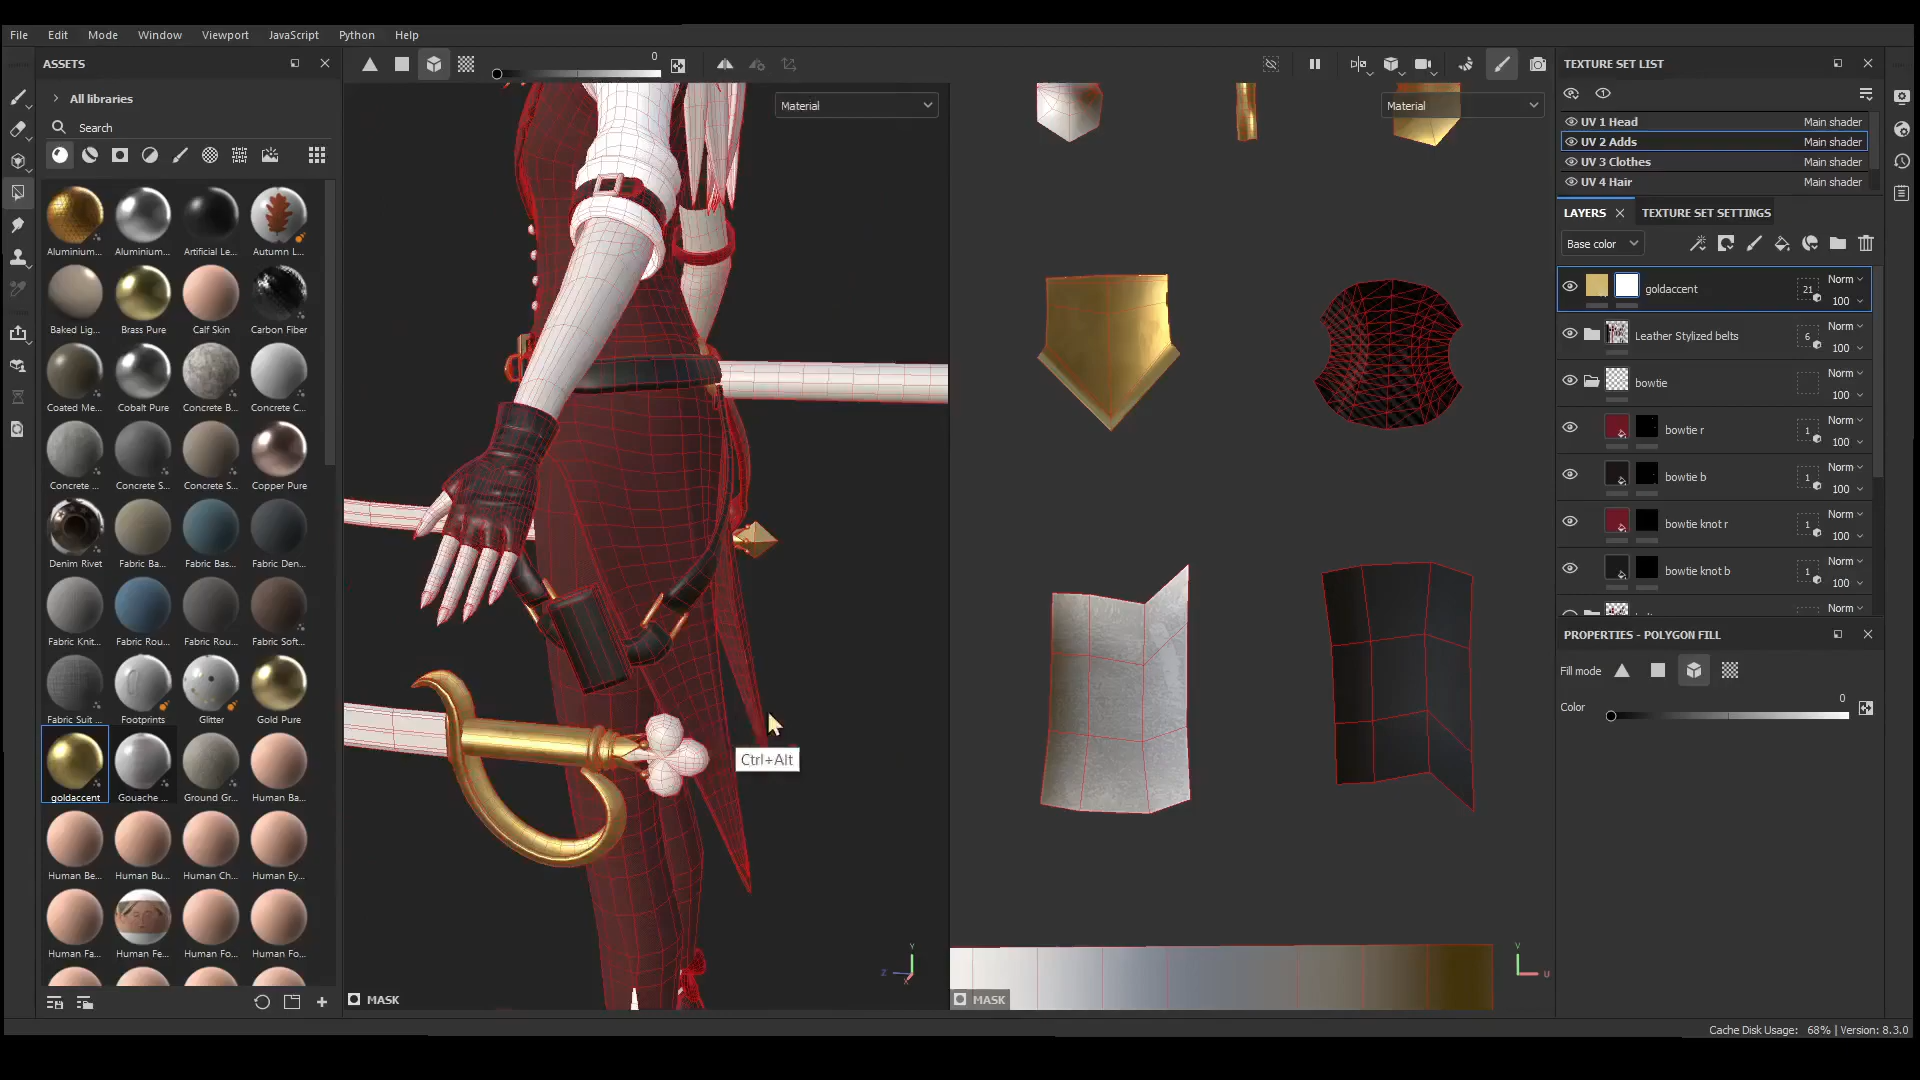 File Edit Mode Window Viewport JavaScript Python Help
ASSETS
All libraries
Search
Aluminium... Aluminium... Artificial Le... Autumn L...
Baked Lig... Brass Pure Calf Skin Carbon Fiber
Coated Me... Cobalt Pure Concrete B... Concrete C...
Concrete ... Concrete S... Concrete S... Copper Pure
Denim Rivet Fabric Ba... Fabric Bas... Fabric Den...
Fabric Knit... Fabric Rou... Fabric Rou... Fabric Soft...
Fabric Suit ... Footprints Glitter Gold Pure
goldaccent Gouache ... Ground Gr... Human Ba...
Human Be... Human Bu... Human Ch... Human Ey...
Human Fa... Human Fe... Human Fo... Human Fo...
0
Material
Ctrl+Alt
Y
Z
X
MASK
Material
V
U
MASK
TEXTURE SET LIST
UV 1 Head Main shader
UV 2 Adds Main shader
UV 3 Clothes Main shader
UV 4 Hair Main shader
LAYERS TEXTURE SET SETTINGS
Base color
goldaccent 21 Norm
100
Leather Stylized belts 6 Norm
100
bowtie Norm
100
bowtie r 1 Norm
100
bowtie b 1 Norm
100
bowtie knot r 1 Norm
100
bowtie knot b 1 Norm
100
Norm
PROPERTIES - POLYGON FILL
Fill mode
Color 0
Cache Disk Usage: 68% | Version: 8.3.0